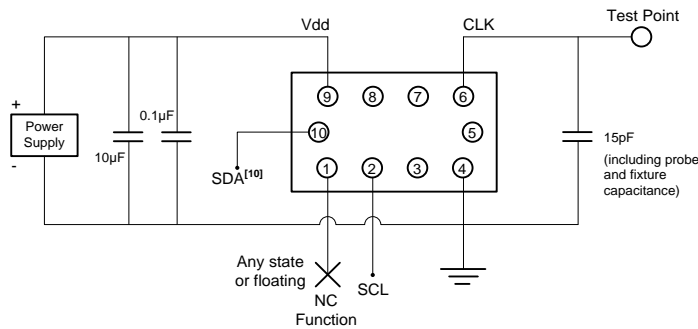 Test Point
Vdd
CLK
9
8
7
6
+
Power
Supply
-
0.1µF
10µF
10
5
15pF
(including probe
and fixture
capacitance)
SDA[10]
1
2
3
4
Any state
or floating
NC
Function
SCL